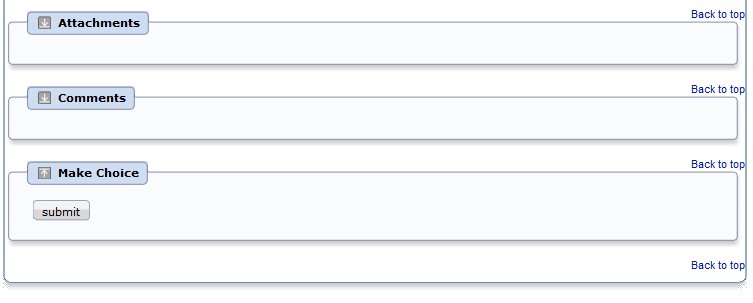 Back to top
Attachments
Back to top
Comments
Back to top
Make Choice
submit
Back to top